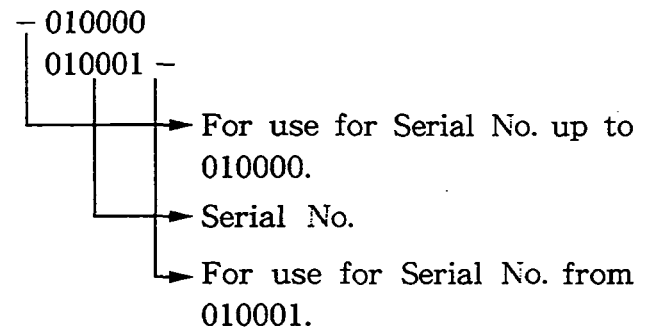 – 010000
010001 –
For use for Serial No. up to
010000.
Serial No.
For use for Serial No. from
010001.